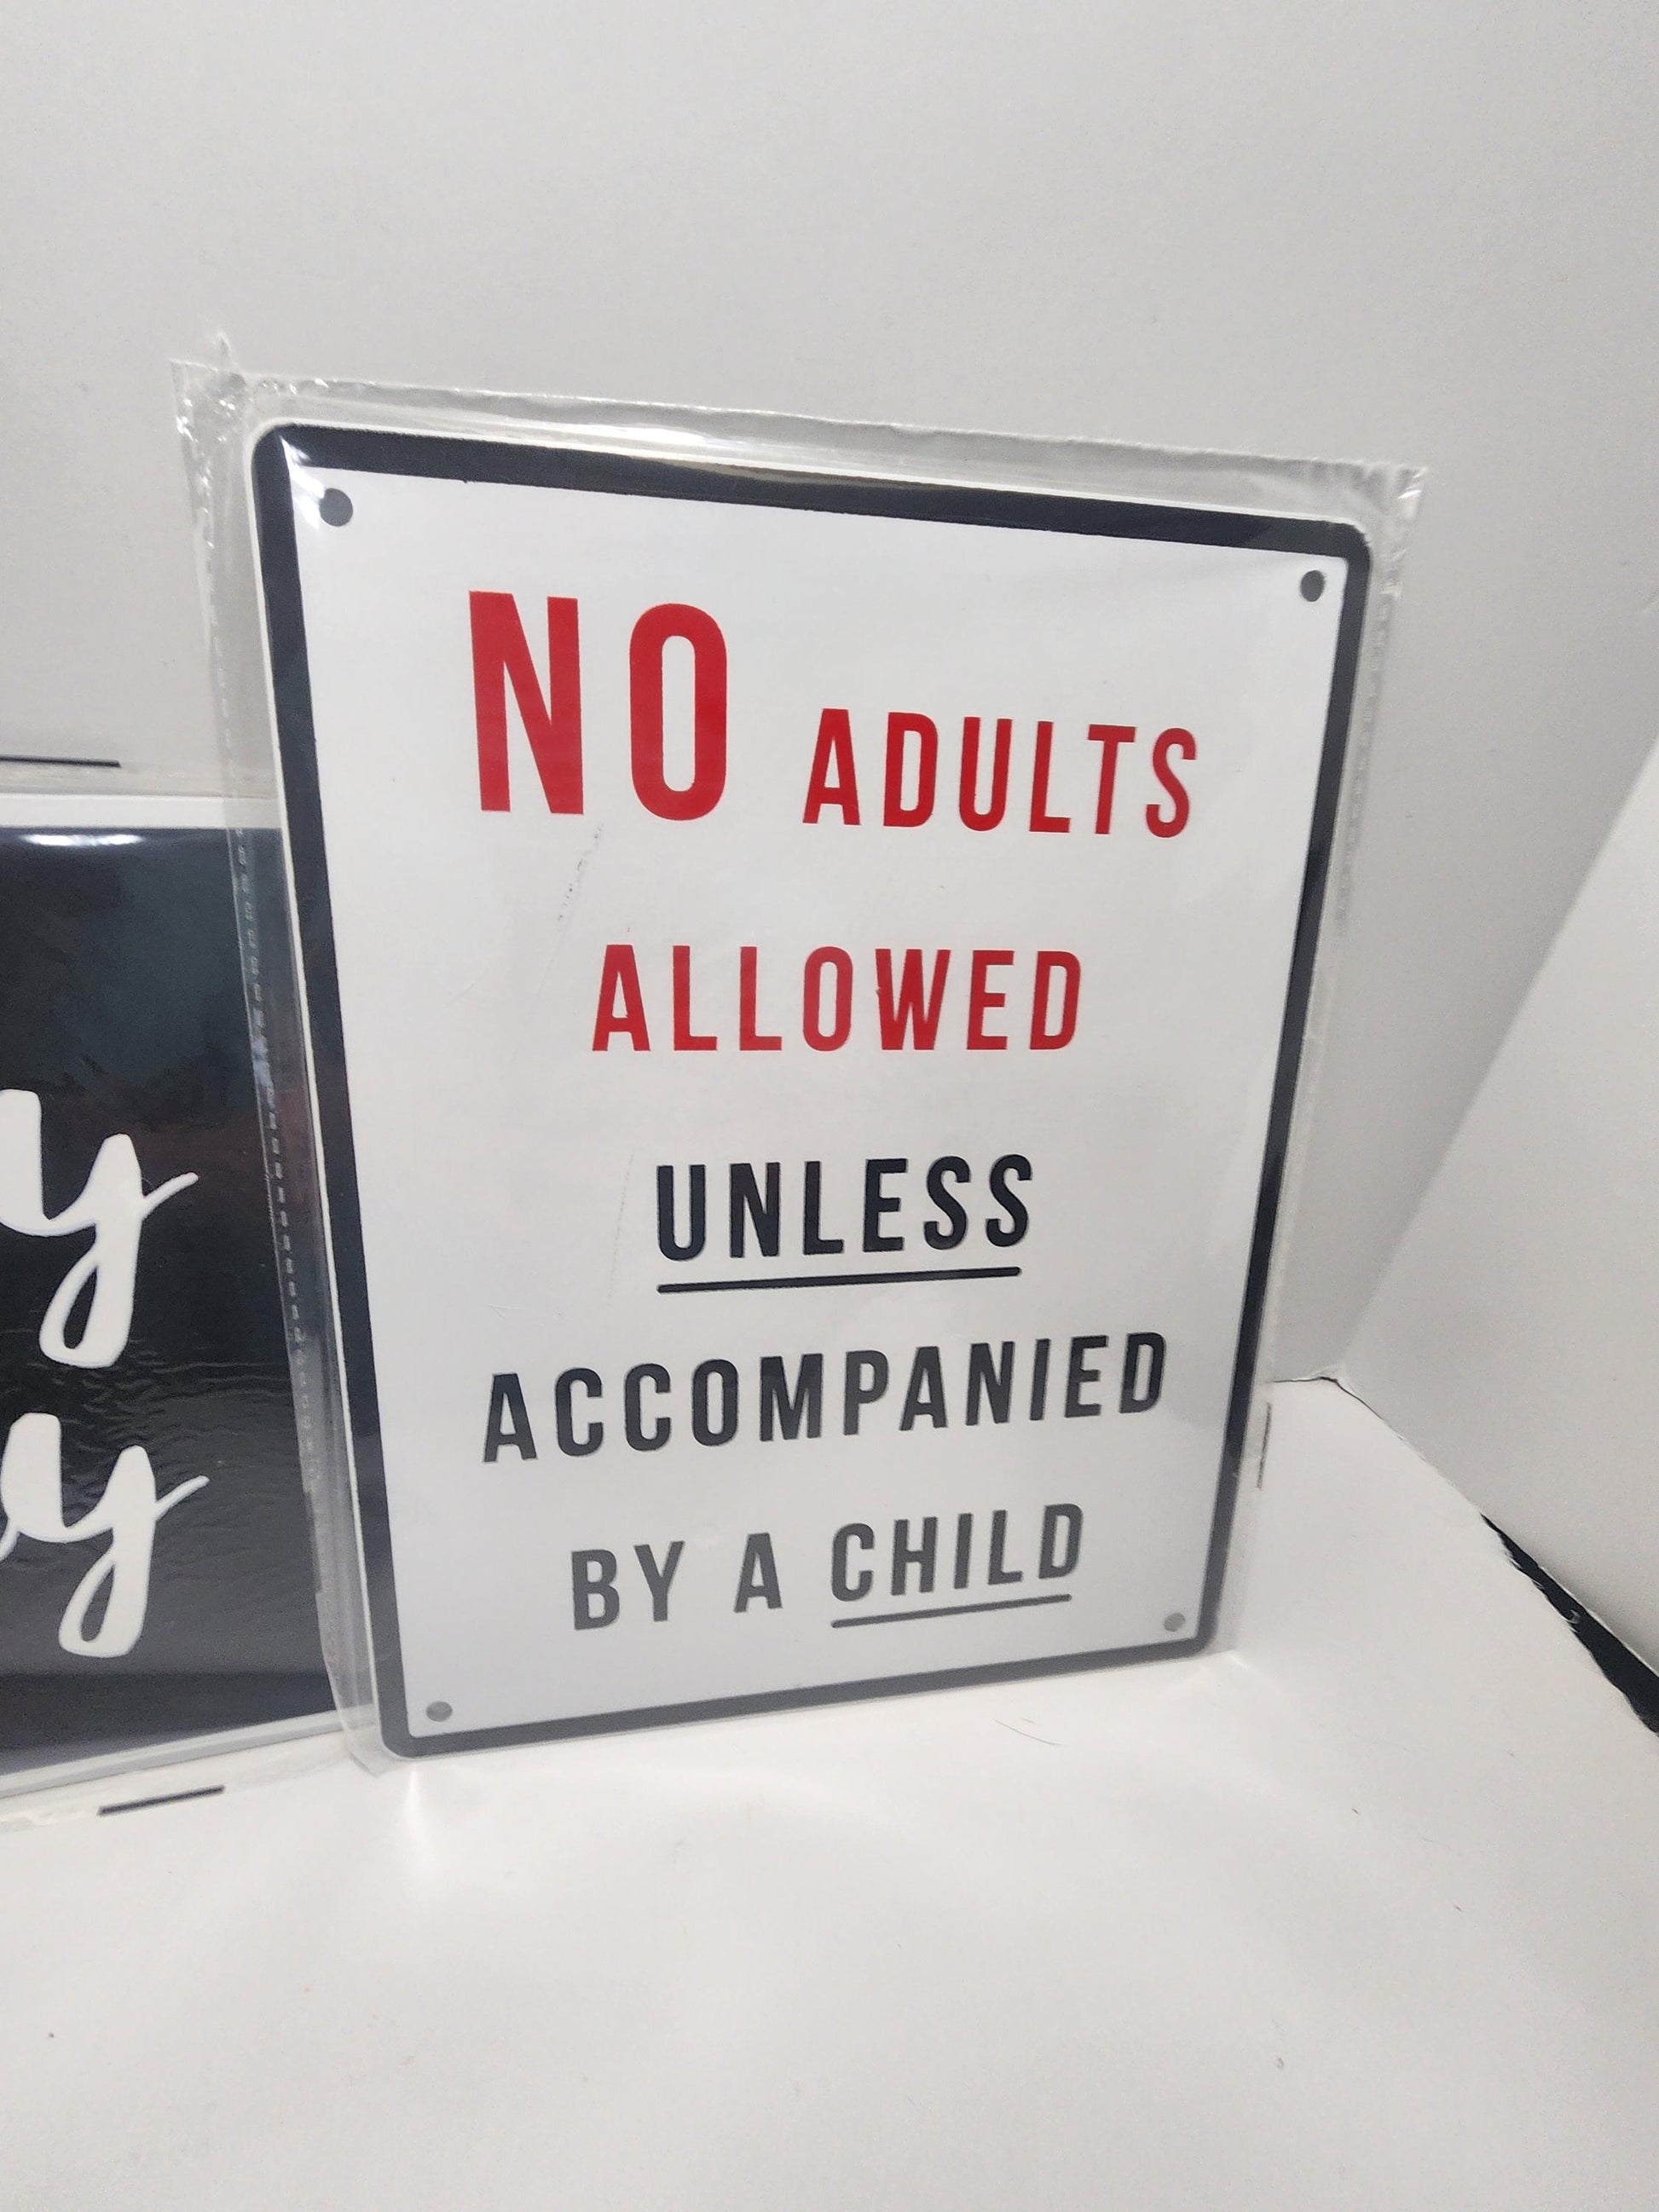 NO ADULTS
ALLOWED
UNLESS
ACCOMPANIED
BY A CHILD